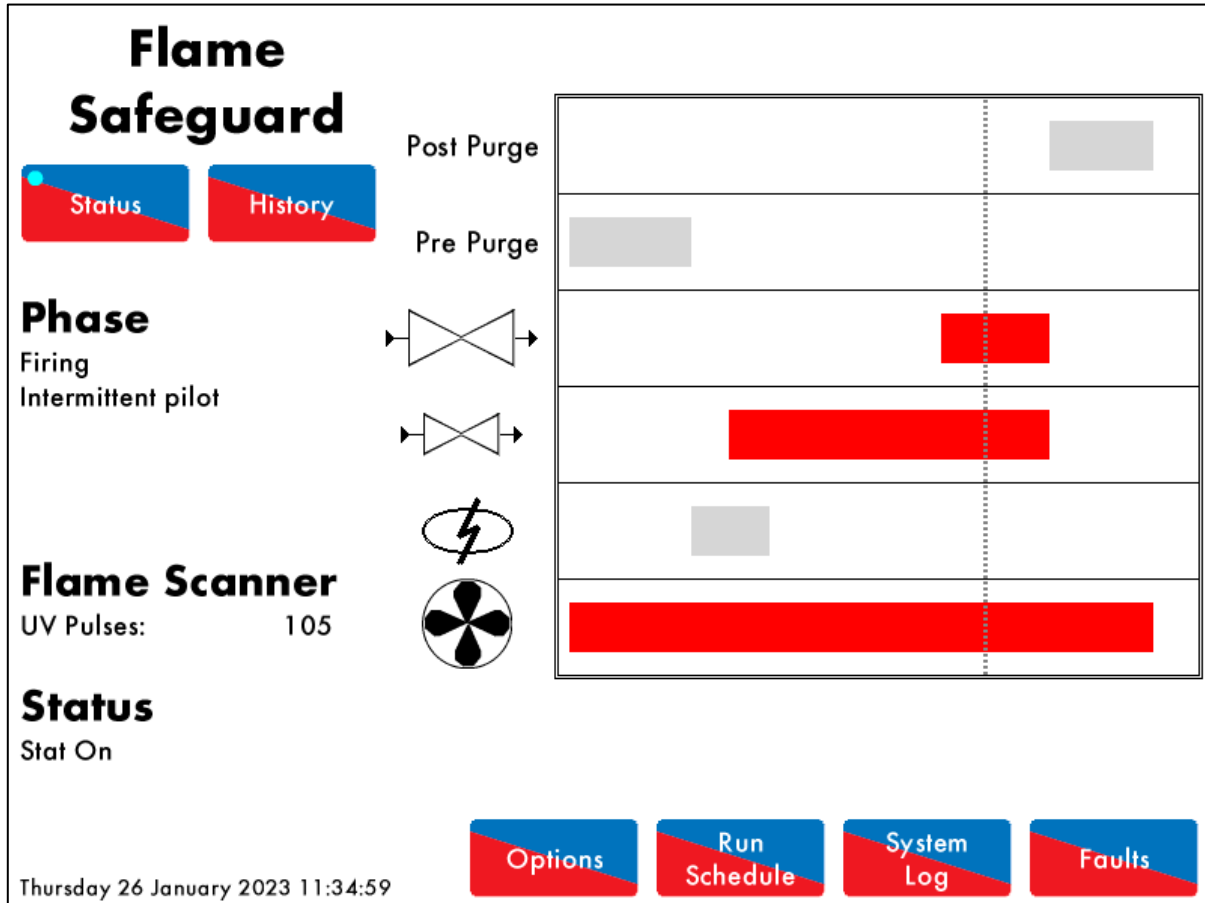 Flame
Safeguard
Status
History
Post Purge
Pre Purge
Phase
Firing
Intermittent pilot
Flame Scanner
UV Pulses: 105
Status
Stat On
Options
Run
Schedule
System
Log
Faults
Thursday 26 January 2023 11:34:59